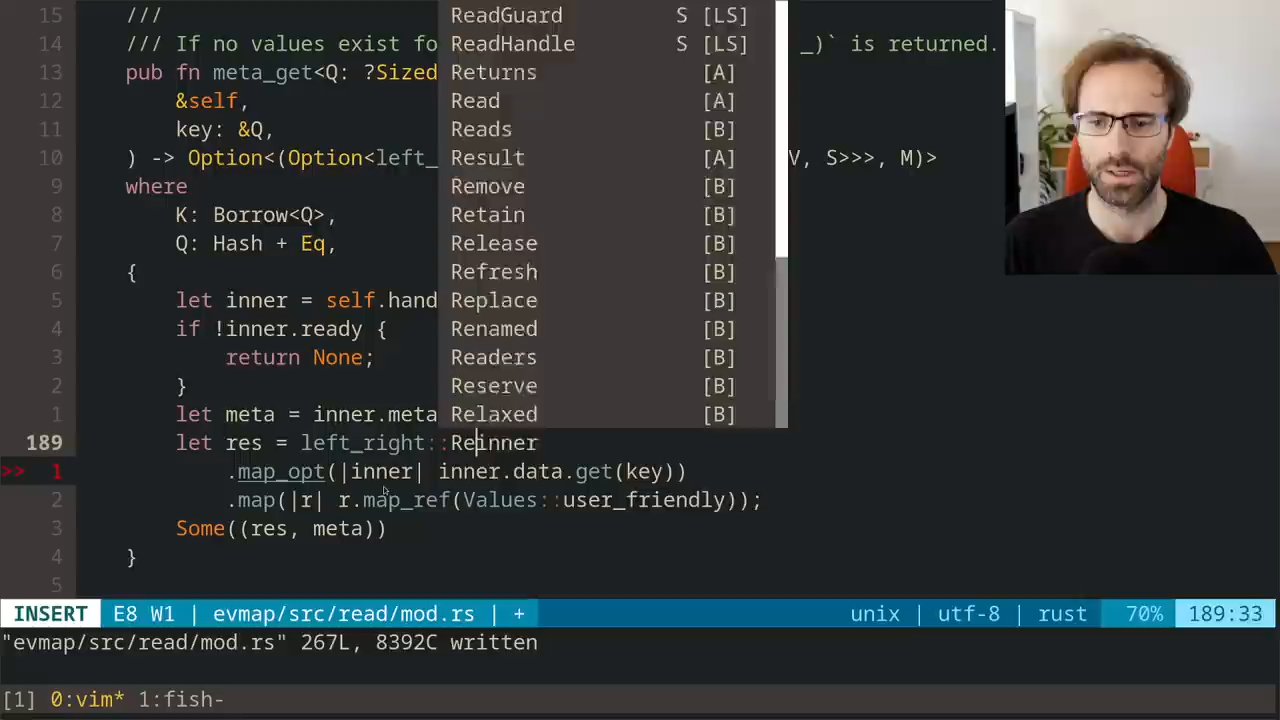 15 ///
14 /// If no values exist fo _)` is returned.
13 pub fn meta_get<Q: ?Sized
12 &self,
11 key: &Q,
10 ) -> Option<(Option<left_ V, S>>>, M)>
9 where
8 K: Borrow<Q>,
7 Q: Hash + Eq,
6 {
5 let inner = self.hand
4 if !inner.ready {
3 return None;
2 }
1 let meta = inner.meta
189 let res = left_right::Reinner
>> 1 .map_opt(|inner| inner.data.get(key))
2 .map(|r| r.map_ref(Values::user_friendly));
3 Some((res, meta))
4 }
5
ReadGuard S [LS]
ReadHandle S [LS]
Returns [A]
Read [A]
Reads [B]
Result [A]
Remove [B]
Retain [B]
Release [B]
Refresh [B]
Replace [B]
Renamed [B]
Readers [B]
Reserve [B]
Relaxed [B]
INSERT E8 W1 | evmap/src/read/mod.rs | + unix | utf-8 | rust 70% 189:33
"evmap/src/read/mod.rs" 267L, 8392C written
[1] 0:vim* 1:fish-